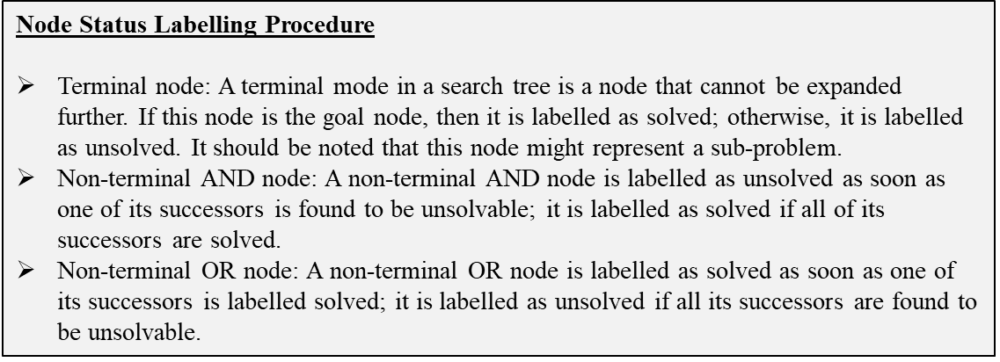 Node Status Labelling Procedure
➢ Terminal node: A terminal mode in a search tree is a node that cannot be expanded
further. If this node is the goal node, then it is labelled as solved; otherwise, it is labelled
as unsolved. It should be noted that this node might represent a sub-problem.
➢ Non-terminal AND node: A non-terminal AND node is labelled as unsolved as soon as
one of its successors is found to be unsolvable; it is labelled as solved if all of its
successors are solved.
➢ Non-terminal OR node: A non-terminal OR node is labelled as solved as soon as one of
its successors is labelled solved; it is labelled as unsolved if all its successors are found to
be unsolvable.